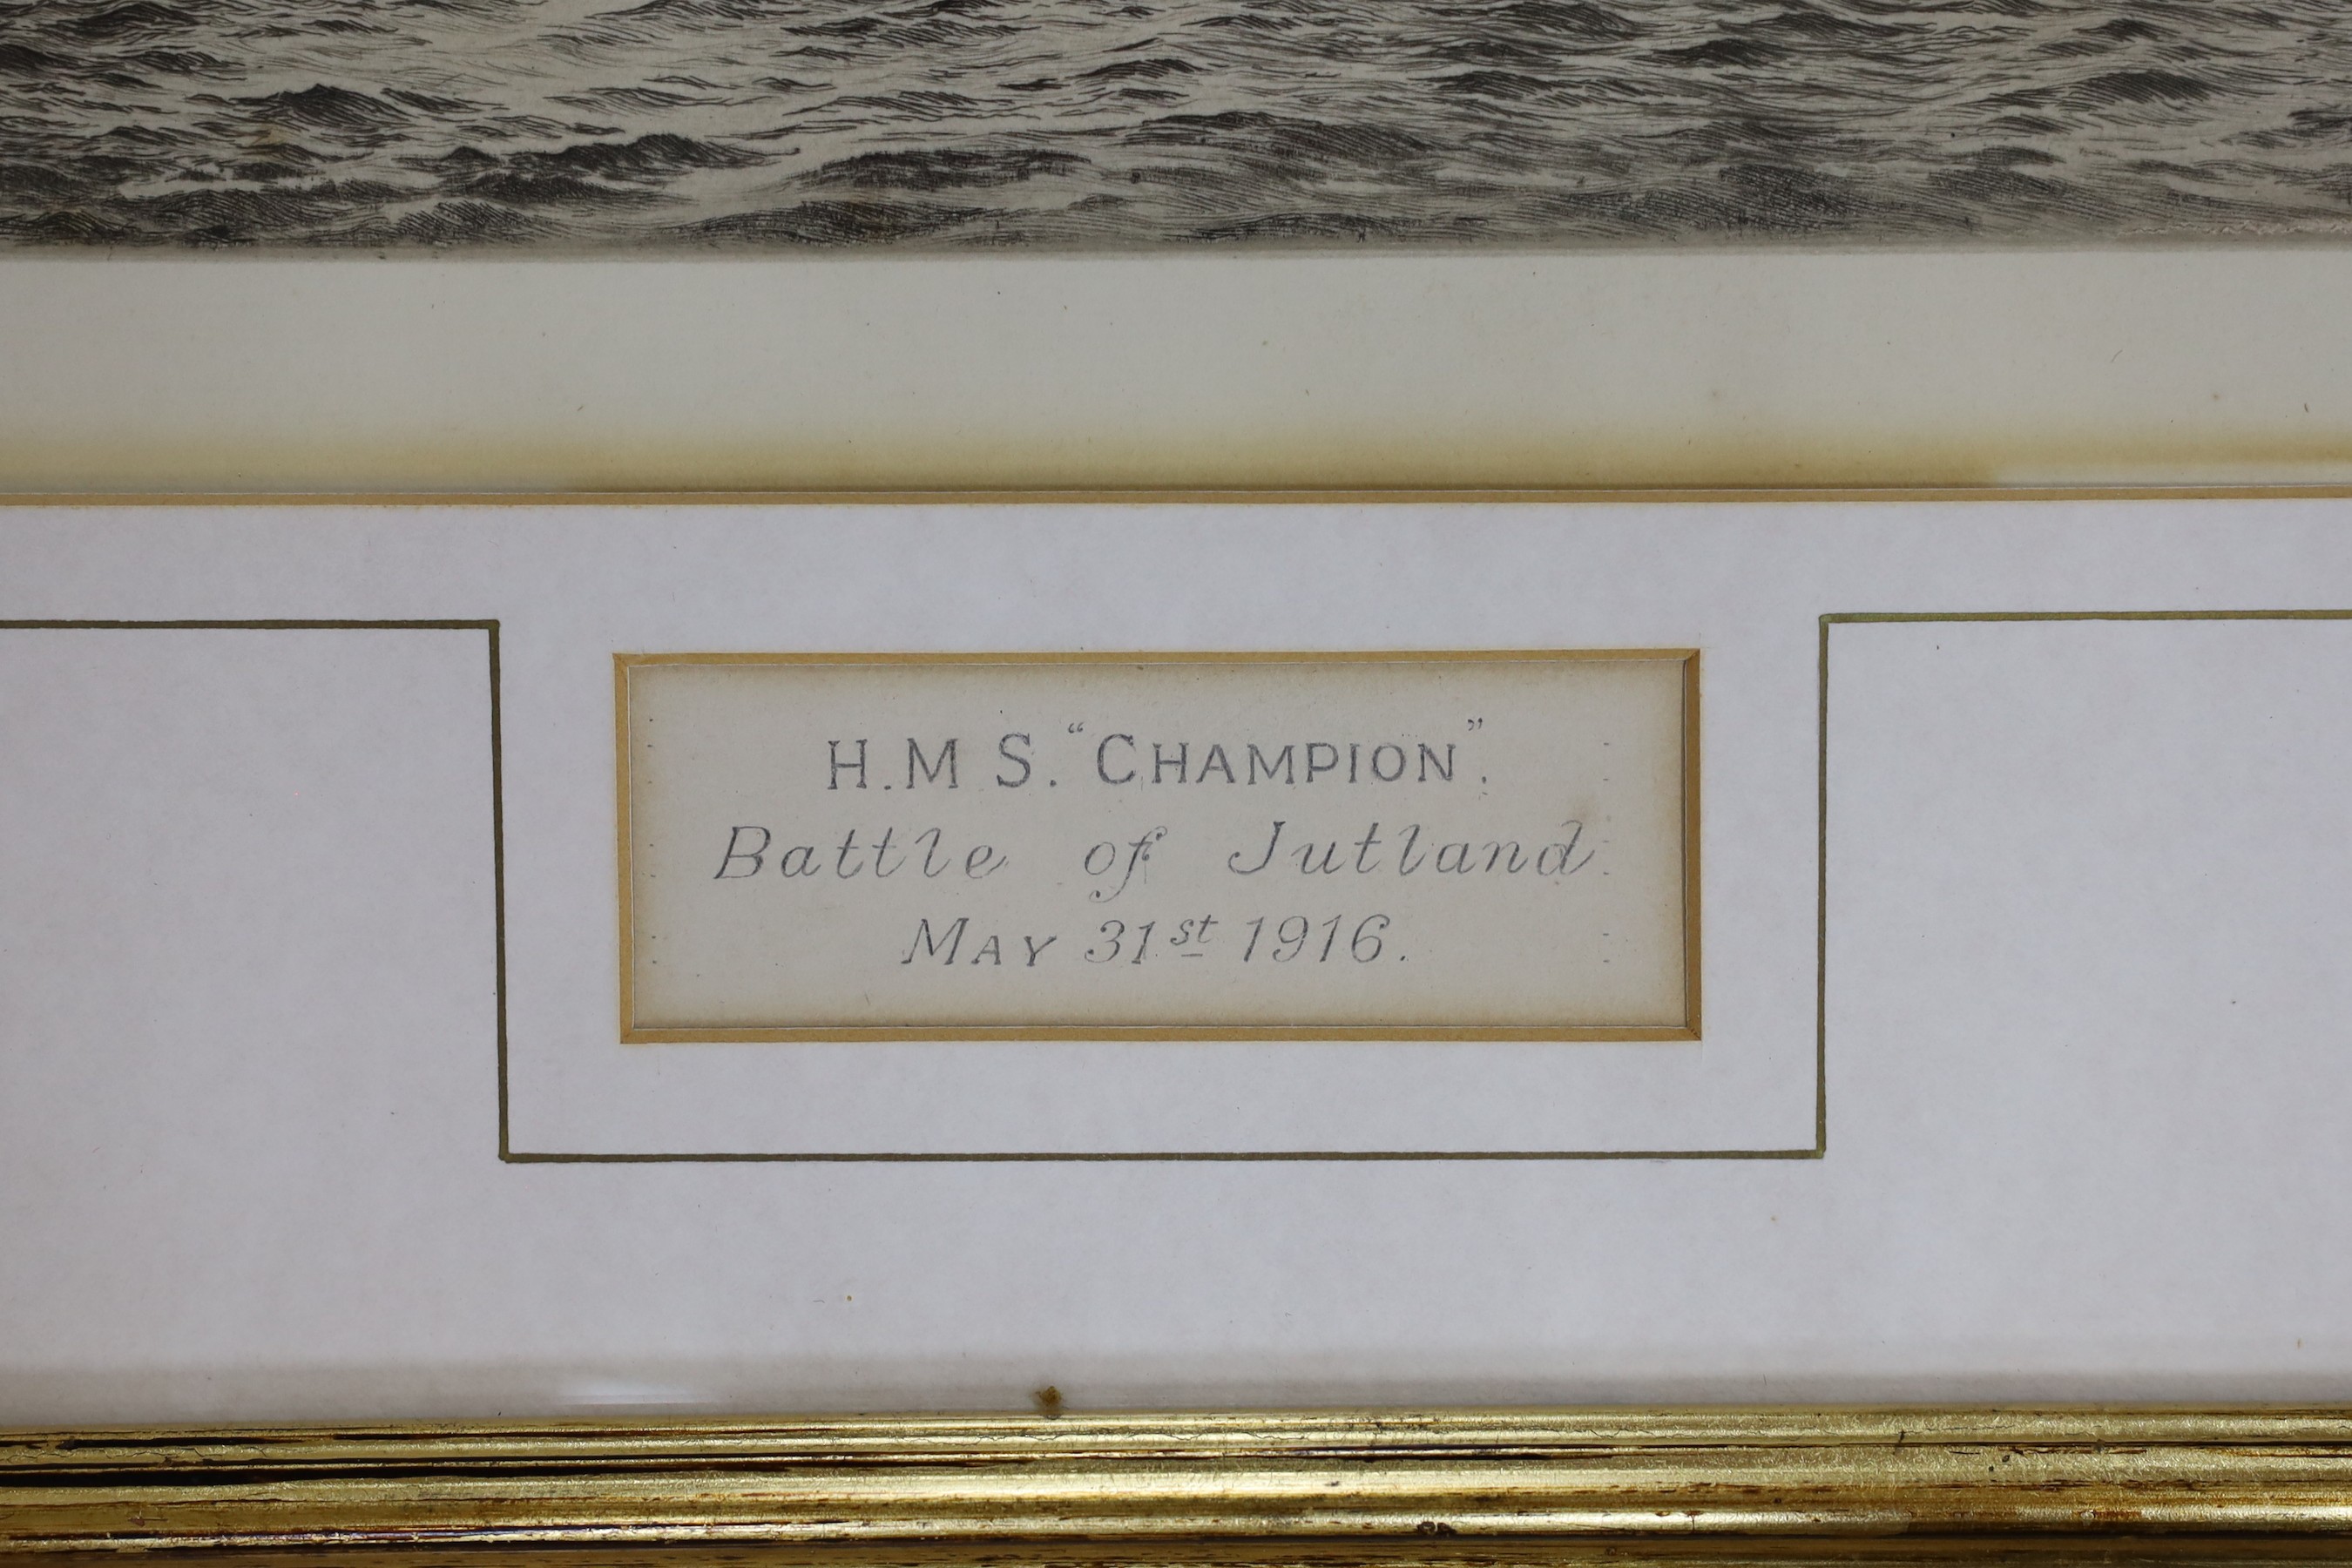 H.M S. “CHAMPION”.
Battle of Jutland
MAY 31st 1916.